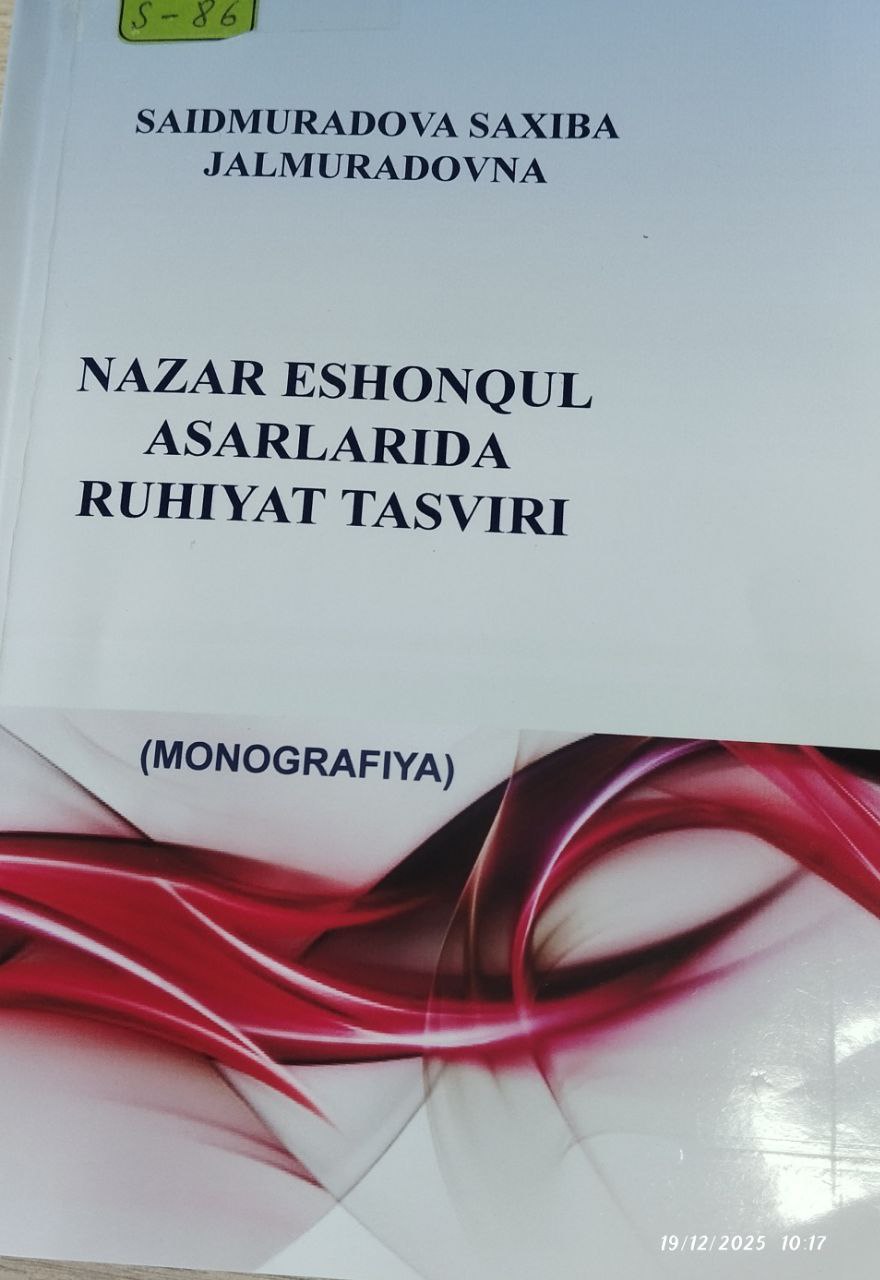 S-86
SAIDMURADOVA SAXIBA
JALMURADOVNA
NAZAR ESHONQUL
ASARLARIDA
RUHIYAT TASVIRI
(MONOGRAFIYA)
19/12/2025 10:17